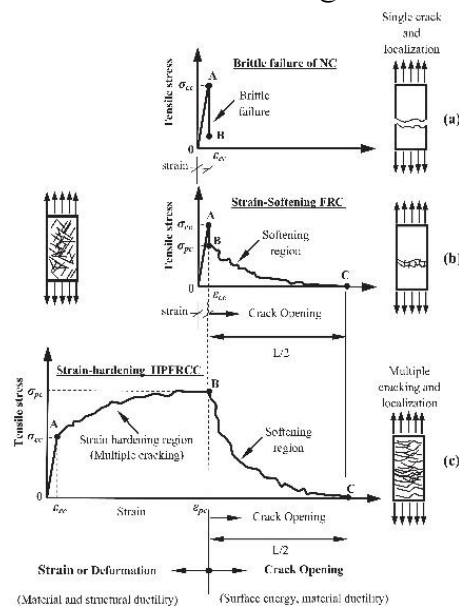 Single crack
and
localization
Brittle failure of NC
Tensile stress
σcc
A
Brittle
failure
B
0
εcc
strain
(a)
Strain-Softening FRC
Tensile stress
A
σcc
σpc
B
Softening
region
C
0
εcc
strain
Crack Opening
L/2
(b)
Strain-hardening HPFRCC
Tensile stress
σpc
B
A
σcc
Strain hardening region
(Multiple cracking)
Softening
region
C
0
εcc
Strain
εpc
Crack Opening
L/2
Multiple
cracking and
localization
(c)
Strain or Deformation
Crack Opening
(Material and structural ductility)
(Surface energy, material ductility)